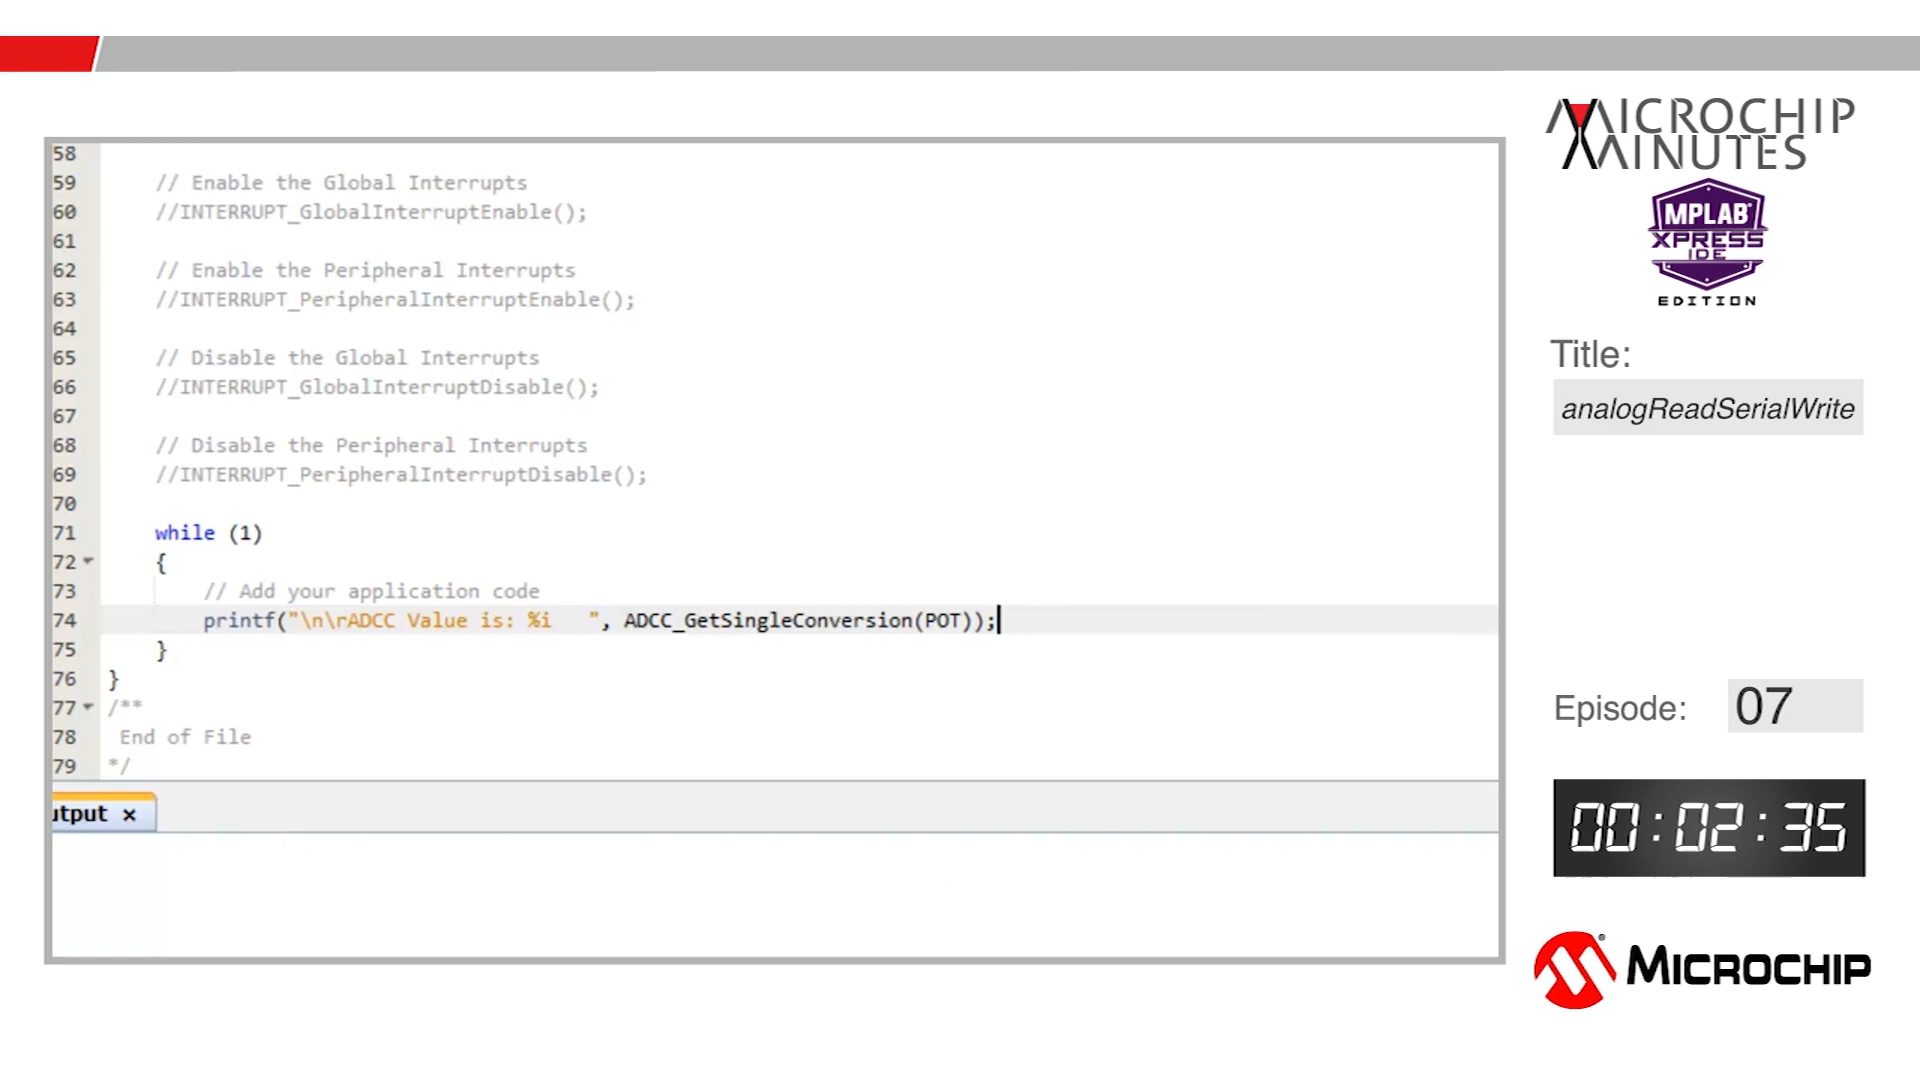 58
59 // Enable the Global Interrupts
60 //INTERRUPT_GlobalInterruptEnable();
61
62 // Enable the Peripheral Interrupts
63 //INTERRUPT_PeripheralInterruptEnable();
64
65 // Disable the Global Interrupts
66 //INTERRUPT_GlobalInterruptDisable();
67
68 // Disable the Peripheral Interrupts
69 //INTERRUPT_PeripheralInterruptDisable();
70
71 while (1)
72 {
73 // Add your application code
74 printf("\n\rADCC Value is: %i   ", ADCC_GetSingleConversion(POT));
75 }
76 }
77 /**
78 End of File
79 */
utput ×
MICROCHIP
MINUTES
MPLAB®
XPRESS
IDE
EDITION
Title:
analogReadSerialWrite
Episode: 07
00:02:35
® MICROCHIP